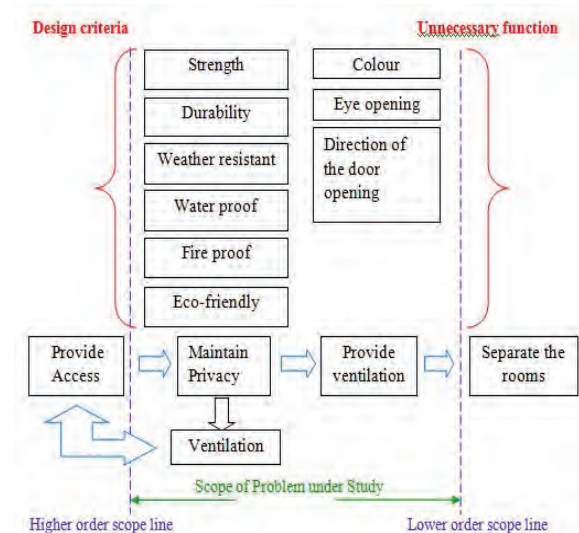 Design criteria
Unnecessary function
Strength
Colour
Durability
Eye opening
Weather resistant
Direction of
the door
opening
Water proof
Fire proof
Eco-friendly
Provide
Access
Maintain
Privacy
Provide
ventilation
Separate the
rooms
Ventilation
Scope of Problem under Study
Higher order scope line
Lower order scope line